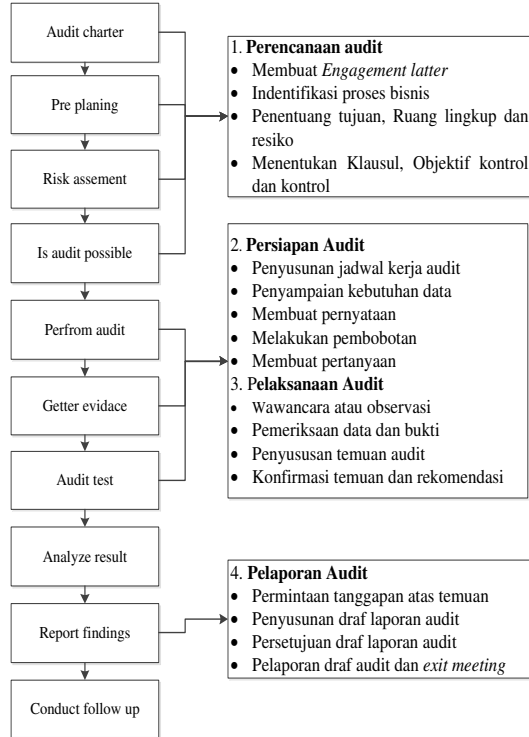 Audit charter
Pre planing
Risk assement
Is audit possible
Perfrom audit
Getter evidace
Audit test
Analyze result
Report findings
Conduct follow up
1. Perencanaan audit
• Membuat Engagement latter
• Indentifikasi proses bisnis
• Penentuang tujuan, Ruang lingkup dan
resiko
• Menentukan Klausul, Objektif kontrol
dan kontrol
2. Persiapan Audit
• Penyusunan jadwal kerja audit
• Penyampaian kebutuhan data
• Membuat pernyataan
• Melakukan pembobotan
• Membuat pertanyaan
3. Pelaksanaan Audit
• Wawancara atau observasi
• Pemeriksaan data dan bukti
• Penyususan temuan audit
• Konfirmasi temuan dan rekomendasi
4. Pelaporan Audit
• Permintaan tanggapan atas temuan
• Penyusunan draf laporan audit
• Persetujuan draf laporan audit
• Pelaporan draf audit dan exit meeting